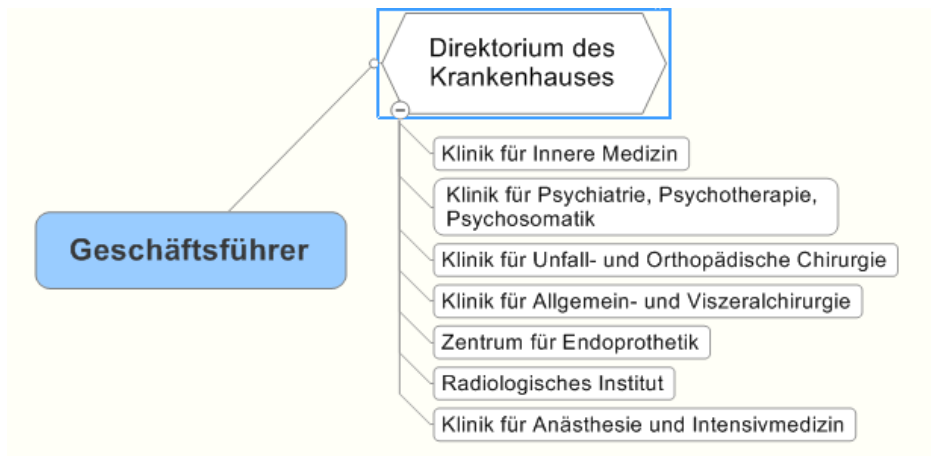 Direktorium des
Krankenhauses
Klinik für Innere Medizin
Klinik für Psychiatrie, Psychotherapie,
Psychosomatik
Geschäftsführer
Klinik für Unfall- und Orthopädische Chirurgie
Klinik für Allgemein- und Viszeralchirurgie
Zentrum für Endoprothetik
Radiologisches Institut
Klinik für Anästhesie und Intensivmedizin